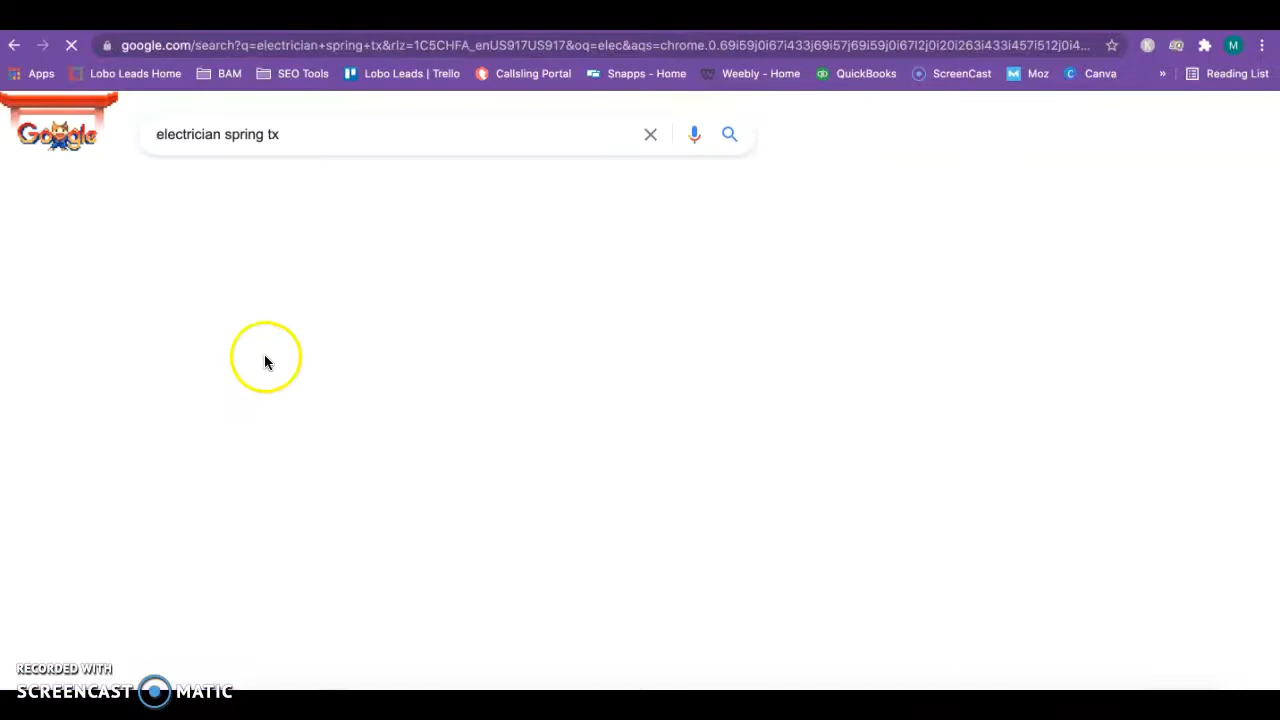 google.com/search?q=electrician+spring+tx&rlz=1C5CHFA_enUS917US917&oq=elec&aqs=chrome.0.69i59j0i67i433j69i57j69i59j0i67l2j0i20i263i433i457i512j0i4...
Apps Lobo Leads Home BAM SEO Tools Lobo Leads | Trello Callsling Portal Snapps - Home Weebly - Home QuickBooks ScreenCast Moz Canva » Reading List
Google
electrician spring tx
RECORDED WITH
SCREENCAST MATIC